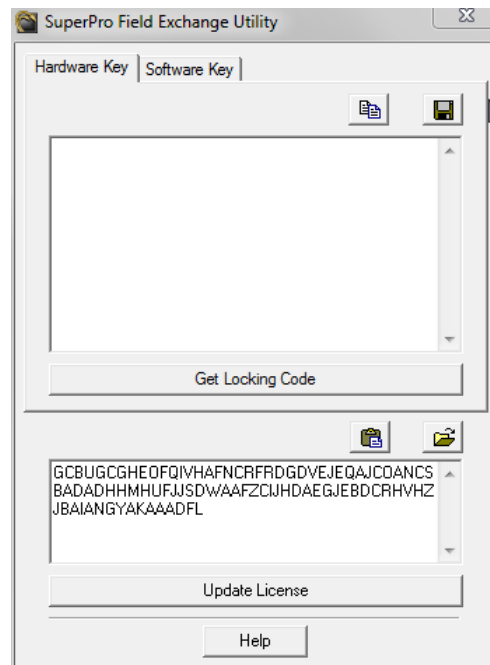 SuperPro Field Exchange Utility
Hardware Key Software Key
Get Locking Code
GCBUGCGHEOFQIVHAFNCRFRDGDVEJEQAJCOANCS
BADADHHMHUFJJSDWAAFZCIJHDAEGJEBDCRHVHZ
JBAIANGYAKAAADFL
Update License
Help